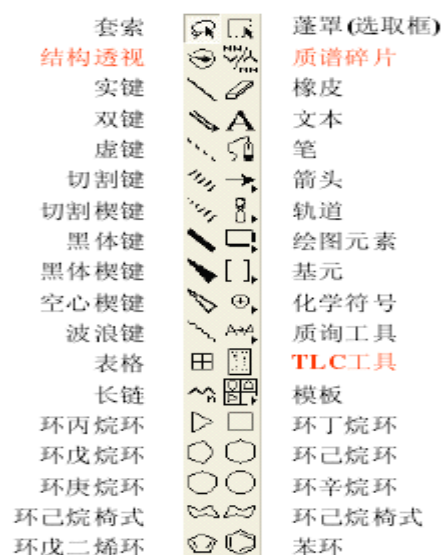 套索 蓬罩(选取框)
结构透视 质谱碎片
实键 橡皮
双键 A 文本
虚键 笔
切割键 箭头
切割楔键 轨道
黑体键 绘图元素
黑体楔键 [ ] 基元
空心楔键 化学符号
波浪键 A→A 质询工具
表格 TLC工具
长链 模板
环丙烷环 环丁烷环
环戊烷环 环己烷环
环庚烷环 环辛烷环
环己烷椅式 环己烷椅式
环戊二烯环 苯环